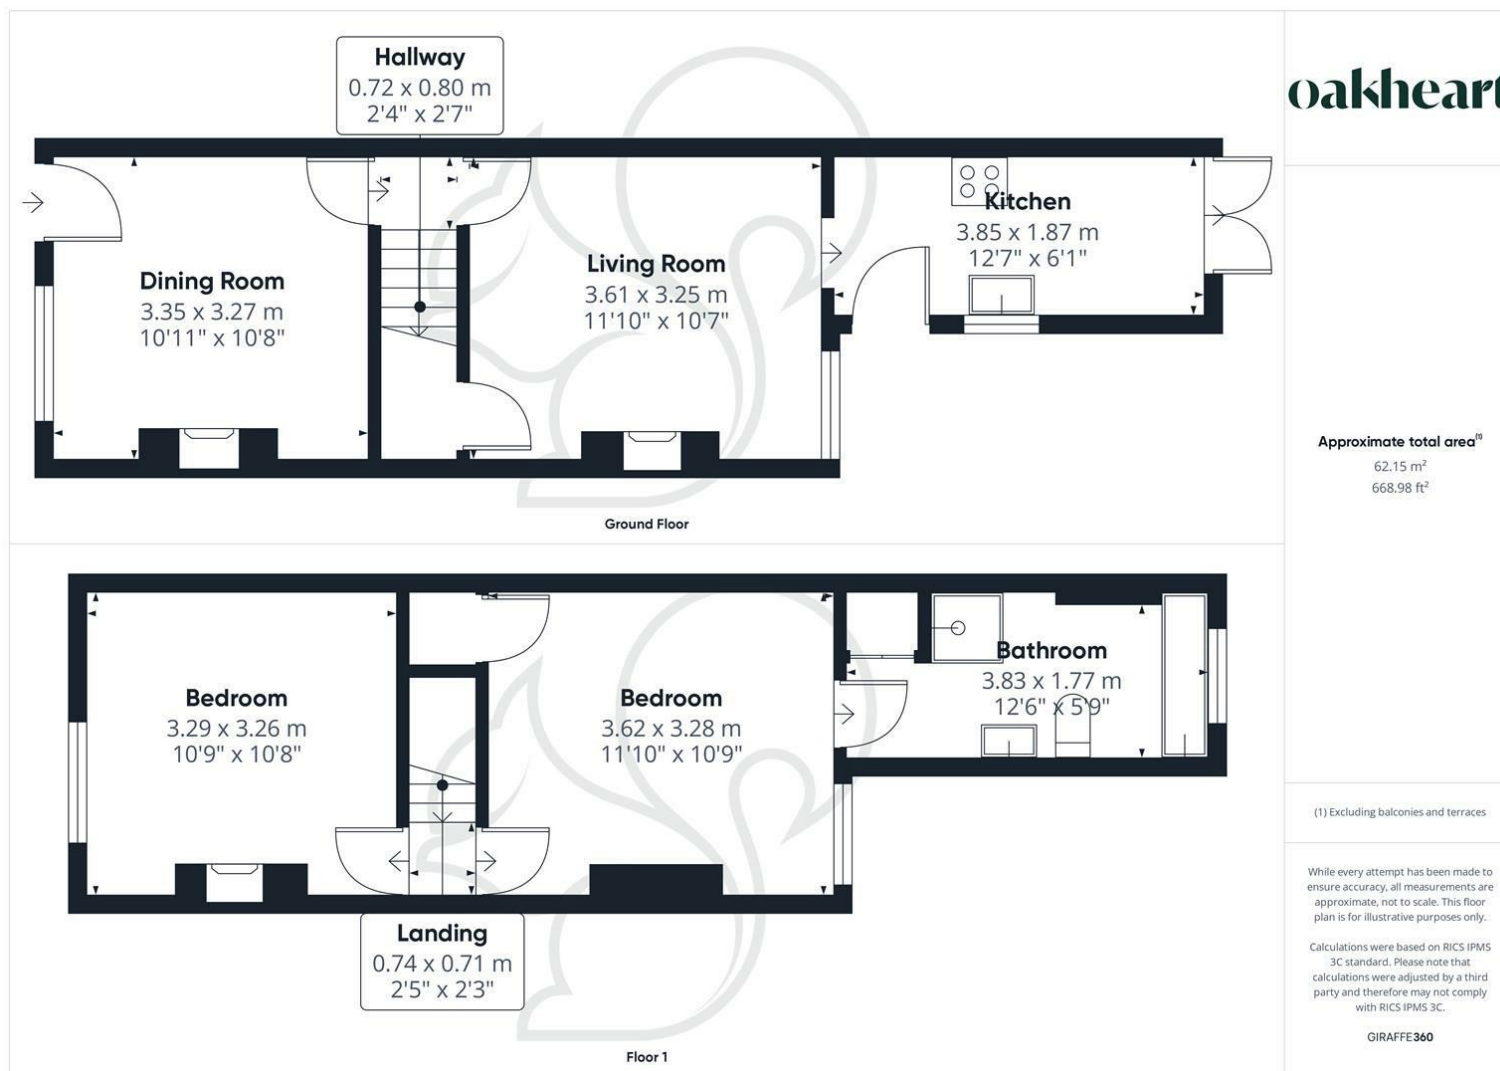 Hallway
0.72 x 0.80 m
2'4" x 2'7"
Dining Room
3.35 x 3.27 m
10'11" x 10'8"
Living Room
3.61 x 3.25 m
11'10" x 10'7"
Kitchen
3.85 x 1.87 m
12'7" x 6'1"
Ground Floor
Bedroom
3.29 x 3.26 m
10'9" x 10'8"
Bedroom
3.62 x 3.28 m
11'10" x 10'9"
Bathroom
3.83 x 1.77 m
12'6" x 5'9"
Landing
0.74 x 0.71 m
2'5" x 2'3"
Floor 1
oakheart
Approximate total area(1)
62.15 m²
668.98 ft²
(1) Excluding balconies and terraces
While every attempt has been made to
ensure accuracy, all measurements are
approximate, not to scale. This floor
plan is for illustrative purposes only.
Calculations were based on RICS IPMS
3C standard. Please note that
calculations were adjusted by a third
party and therefore may not comply
with RICS IPMS 3C.
GIRAFFE360